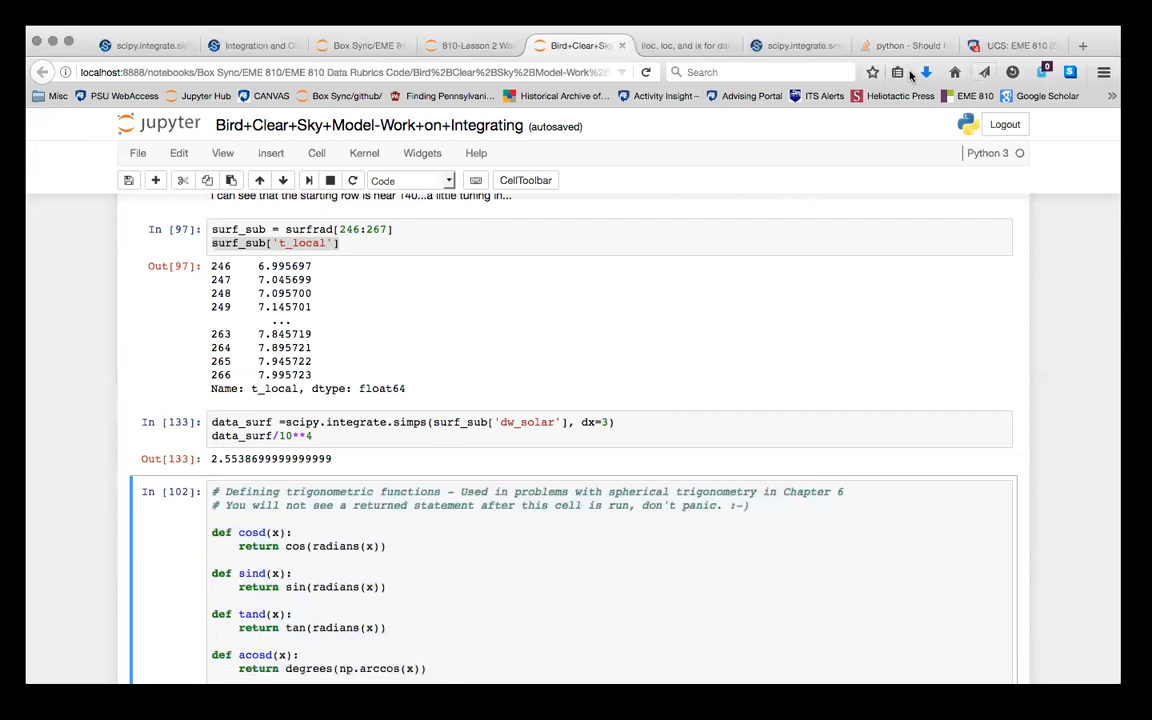 scipy.integrate.si
Integration and O
Box Sync/EME 8
810-Lesson 2 Wo
Bird+Clear+Sky
iloc, loc, and ix for da
scipy.integrate.sm
python - Should I
UCS: EME 810
localhost:8888/notebooks/Box Sync/EME 810/EME 810 Data Rubrics Code/Bird%2BClear%2BSky%2BModel-Work%
Search
0
Misc
PSU WebAccess
Jupyter Hub
CANVAS
Box Sync/github/
Finding Pennsylvani...
Historical Archive of...
Activity Insight -...
Advising Portal
ITS Alerts
Heliotactic Press
EME 810
Google Scholar
jupyter
Bird+Clear+Sky+Model-Work+on+Integrating (autosaved)
Logout
File Edit View Insert Cell Kernel Widgets Help
Python 3
Code
CellToolbar
I can see that the starting row is near 140...a little tuning in...
In [97]: surf_sub = surfrad[246:267]
surf_sub['t_local']
Out[97]: 246 6.995697
247 7.045699
248 7.095700
249 7.145701
...
263 7.845719
264 7.895721
265 7.945722
266 7.995723
Name: t_local, dtype: float64
In [133]: data_surf =scipy.integrate.simps(surf_sub['dw_solar'], dx=3)
data_surf/10**4
Out[133]: 2.5538699999999999
In [102]: # Defining trigonometric functions - Used in problems with spherical trigonometry in Chapter 6
# You will not see a returned statement after this cell is run, don't panic. :-)
def cosd(x):
return cos(radians(x))
def sind(x):
return sin(radians(x))
def tand(x):
return tan(radians(x))
def acosd(x):
return degrees(np.arccos(x))